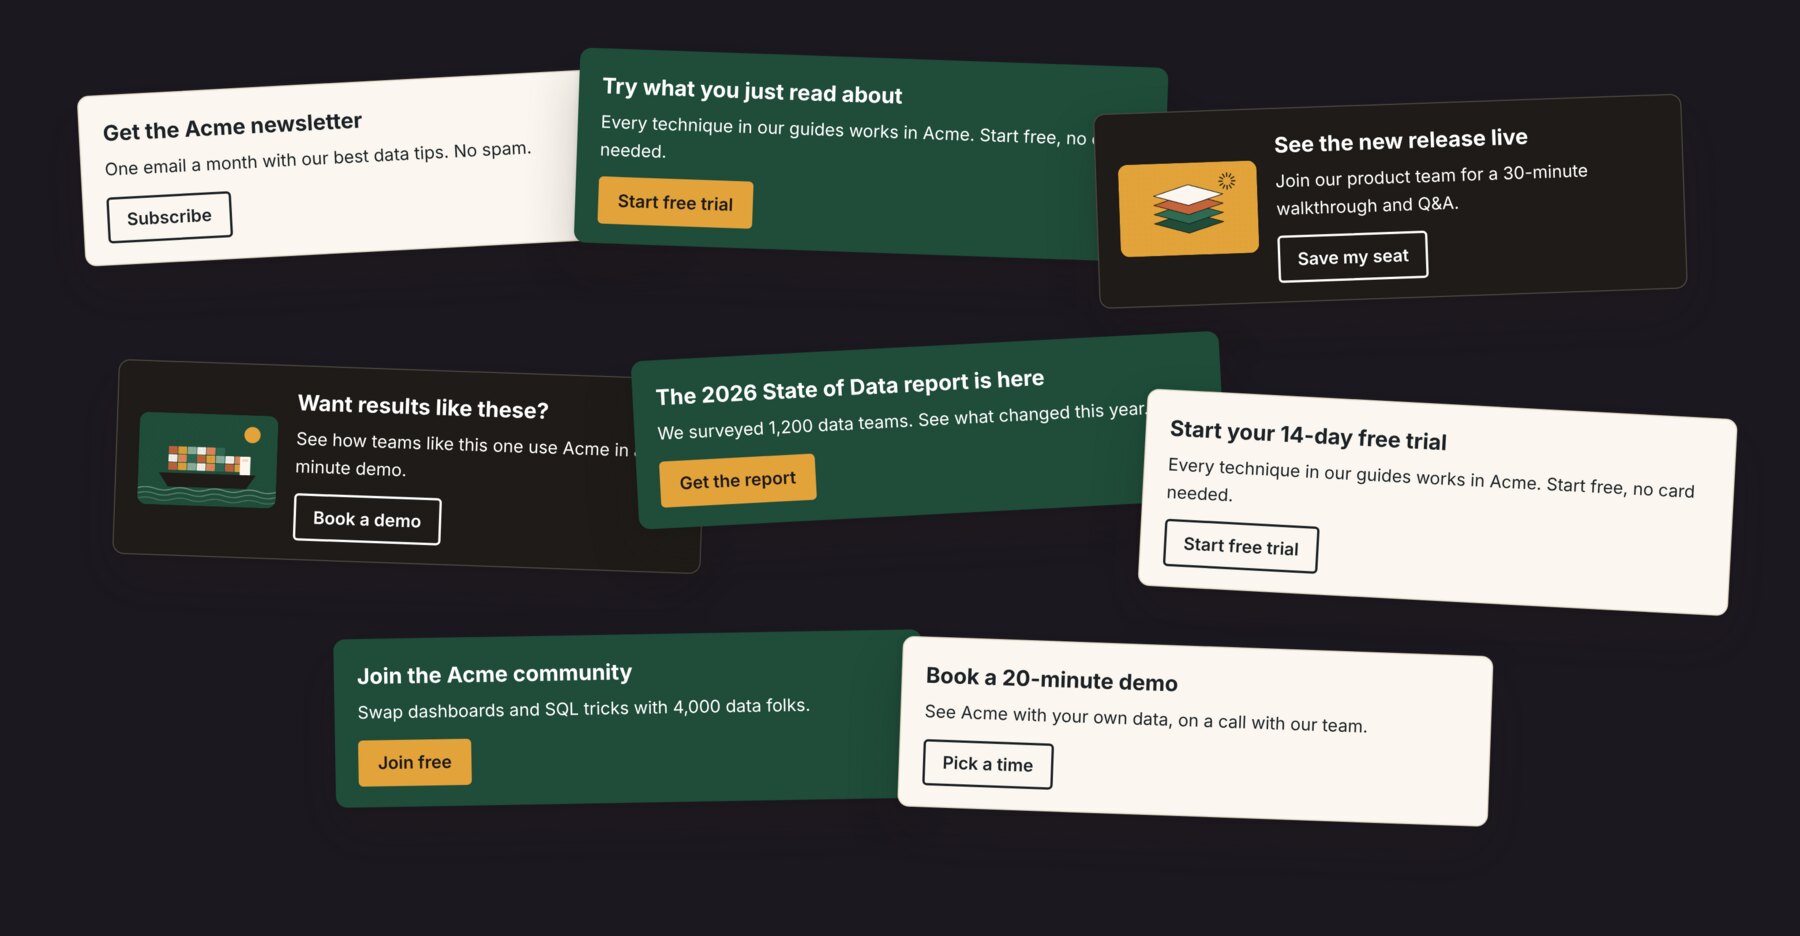 Get the Acme newsletter
One email a month with our best data tips. No spam.
Subscribe
Try what you just read about
Every technique in our guides works in Acme. Start free, no
needed.
Start free trial
See the new release live
Join our product team for a 30-minute
walkthrough and Q&A.
Save my seat
Want results like these?
See how teams like this one use Acme in
minute demo.
Book a demo
The 2026 State of Data report is here
We surveyed 1,200 data teams. See what changed this year.
Get the report
Start your 14-day free trial
Every technique in our guides works in Acme. Start free, no card
needed.
Start free trial
Join the Acme community
Swap dashboards and SQL tricks with 4,000 data folks.
Join free
Book a 20-minute demo
See Acme with your own data, on a call with our team.
Pick a time